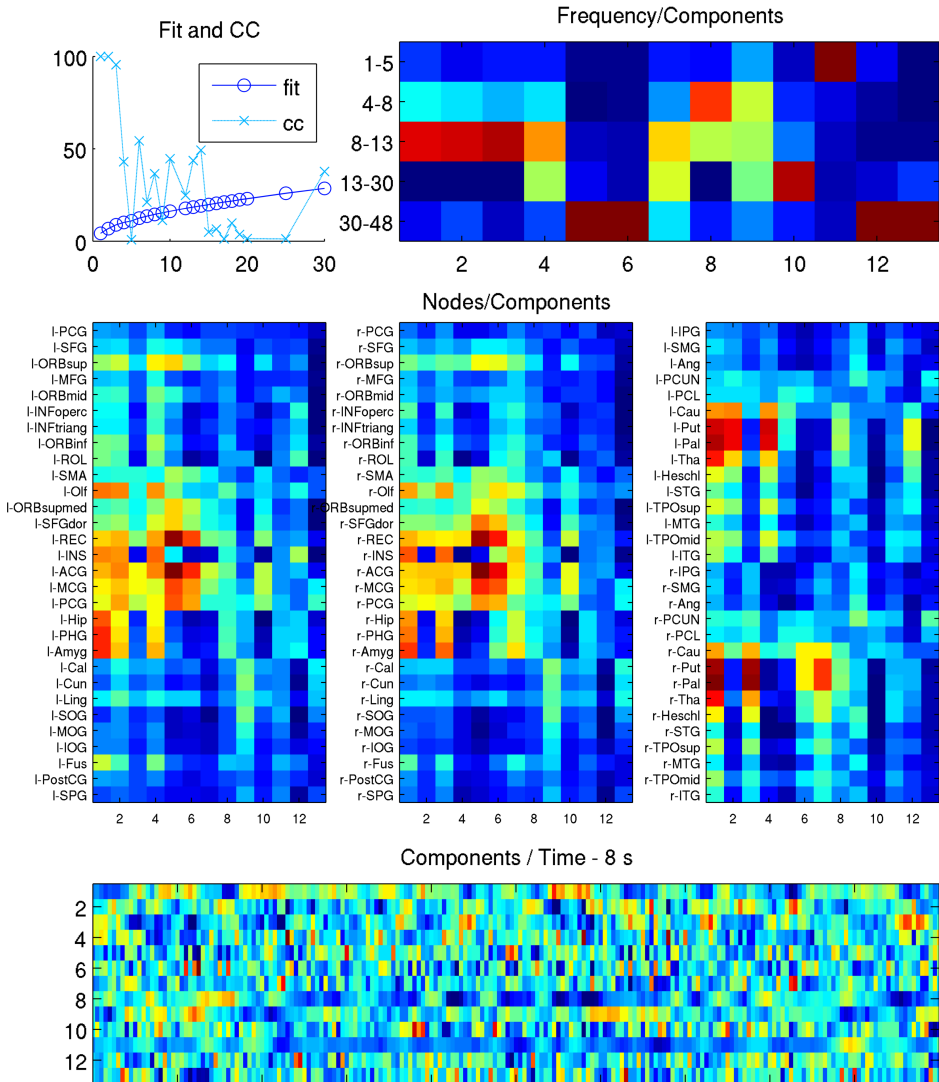 Fit and CC
100
50
0
0 10 20 30
fit
cc
Frequency/Components
1-5
4-8
8-13
13-30
30-48
2 4 6 8 10 12
Nodes/Components
l-PCG
l-SFG
l-ORBsup
l-MFG
l-ORBmid
l-INFoperc
l-INFtriang
l-ORBinf
l-ROL
l-SMA
l-Olf
l-ORBsupmed
l-SFGdor
l-REC
l-INS
l-ACG
l-MCG
l-PCG
l-Hip
l-PHG
l-Amyg
l-Cal
l-Cun
l-Ling
l-SOG
l-MOG
l-IOG
l-Fus
l-PostCG
l-SPG
2 4 6 8 10 12
r-PCG
r-SFG
r-ORBsup
r-MFG
r-ORBmid
r-INFoperc
r-INFtriang
r-ORBinf
r-ROL
r-SMA
r-Olf
r-ORBsupmed
r-SFGdor
r-REC
r-INS
r-ACG
r-MCG
r-PCG
r-Hip
r-PHG
r-Amyg
r-Cal
r-Cun
r-Ling
r-SOG
r-MOG
r-IOG
r-Fus
r-PostCG
r-SPG
2 4 6 8 10 12
l-IPG
l-SMG
l-Ang
l-PCUN
l-PCL
l-Cau
l-Put
l-Pal
l-Tha
l-Heschl
l-STG
l-TPOsup
l-MTG
l-TPOmid
l-ITG
r-IPG
r-SMG
r-Ang
r-PCUN
r-PCL
r-Cau
r-Put
r-Pal
r-Tha
r-Heschl
r-STG
r-TPOsup
r-MTG
r-TPOmid
r-ITG
2 4 6 8 10 12
Components / Time - 8 s
2
4
6
8
10
12